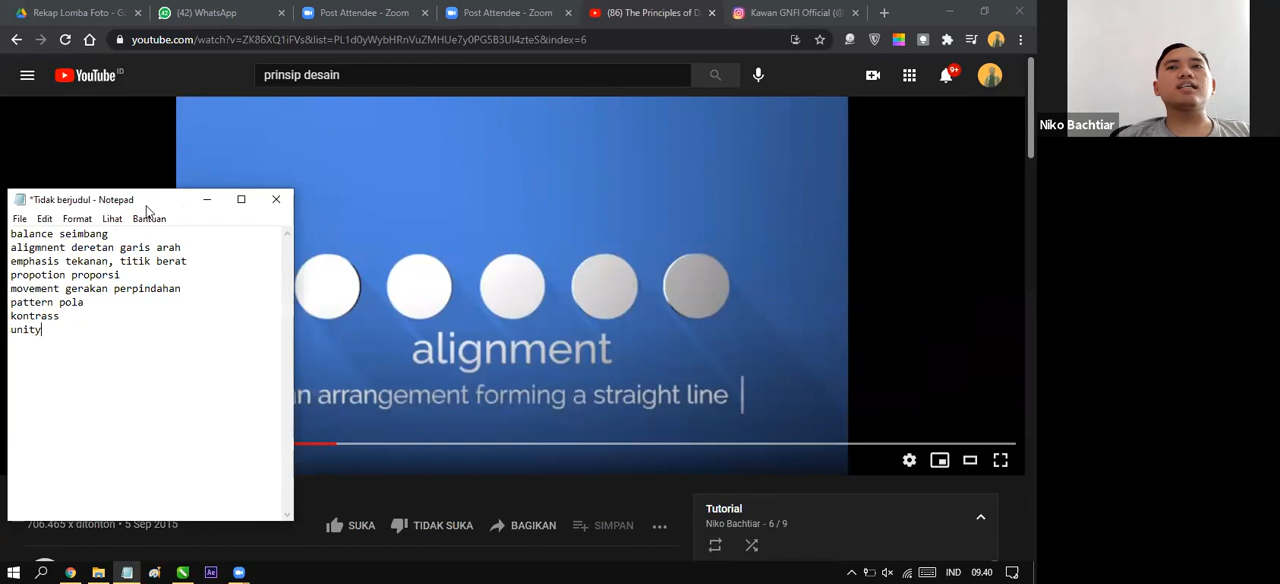 Rekap Lomba Foto - Go
(42) WhatsApp
Post Attendee - Zoom
Post Attendee - Zoom
(86) The Principles of D
Kawan GNFI Official (@
youtube.com/watch?v=ZK86XQ1iFVs&list=PL1d0yWybHRnVuZMHUe7y0PG5B3UI4zteS&index=6
YouTube ID
prinsip desain
9+
Niko Bachtiar
*Tidak berjudul - Notepad
File Edit Format Lihat Bantuan
balance seimbang
aligmnent deretan garis arah
emphasis tekanan, titik berat
propotion proporsi
movement gerakan perpindahan
pattern pola
kontrass
unity
alignment
an arrangement forming a straight line
706.465 x ditonton • 5 Sep 2015
SUKA
TIDAK SUKA
BAGIKAN
SIMPAN
Tutorial
Niko Bachtiar - 6 / 9
Ae
IND
09.40